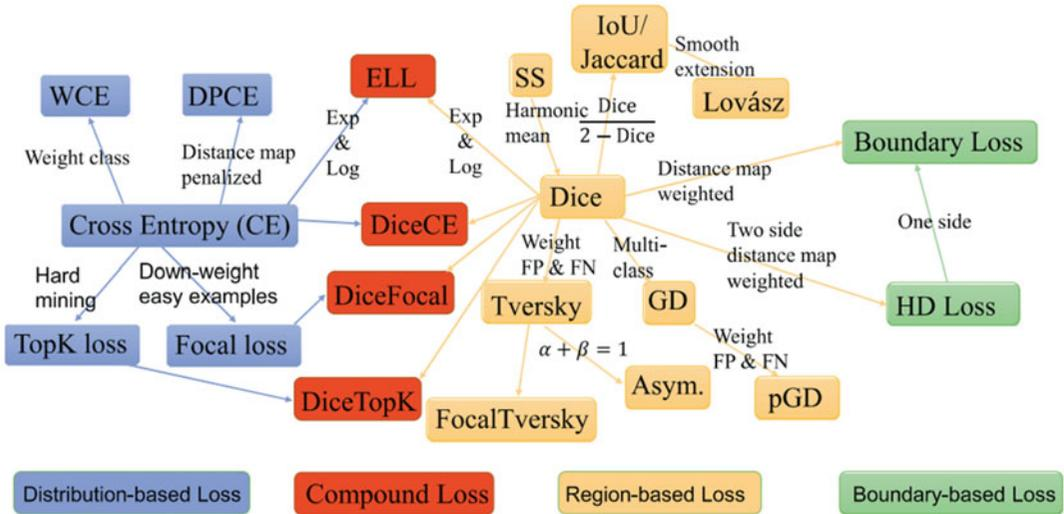 IoU/
Jaccard
Smooth
extension
ELL
SS
WCE
DPCE
Lovász
Harmonic
mean
Dice
2 − Dice
Exp
&
Log
Exp
&
Log
Boundary Loss
Weight class
Distance map
penalized
Distance map
weighted
Dice
Cross Entropy (CE)
DiceCE
One side
Two side
distance map
weighted
Weight
FP & FN
Multi-
class
Hard
mining
Down-weight
easy examples
DiceFocal
Tversky
GD
HD Loss
TopK loss
Focal loss
α + β = 1
Weight
FP & FN
DiceTopK
FocalTversky
Asym.
pGD
Distribution-based Loss
Compound Loss
Region-based Loss
Boundary-based Loss